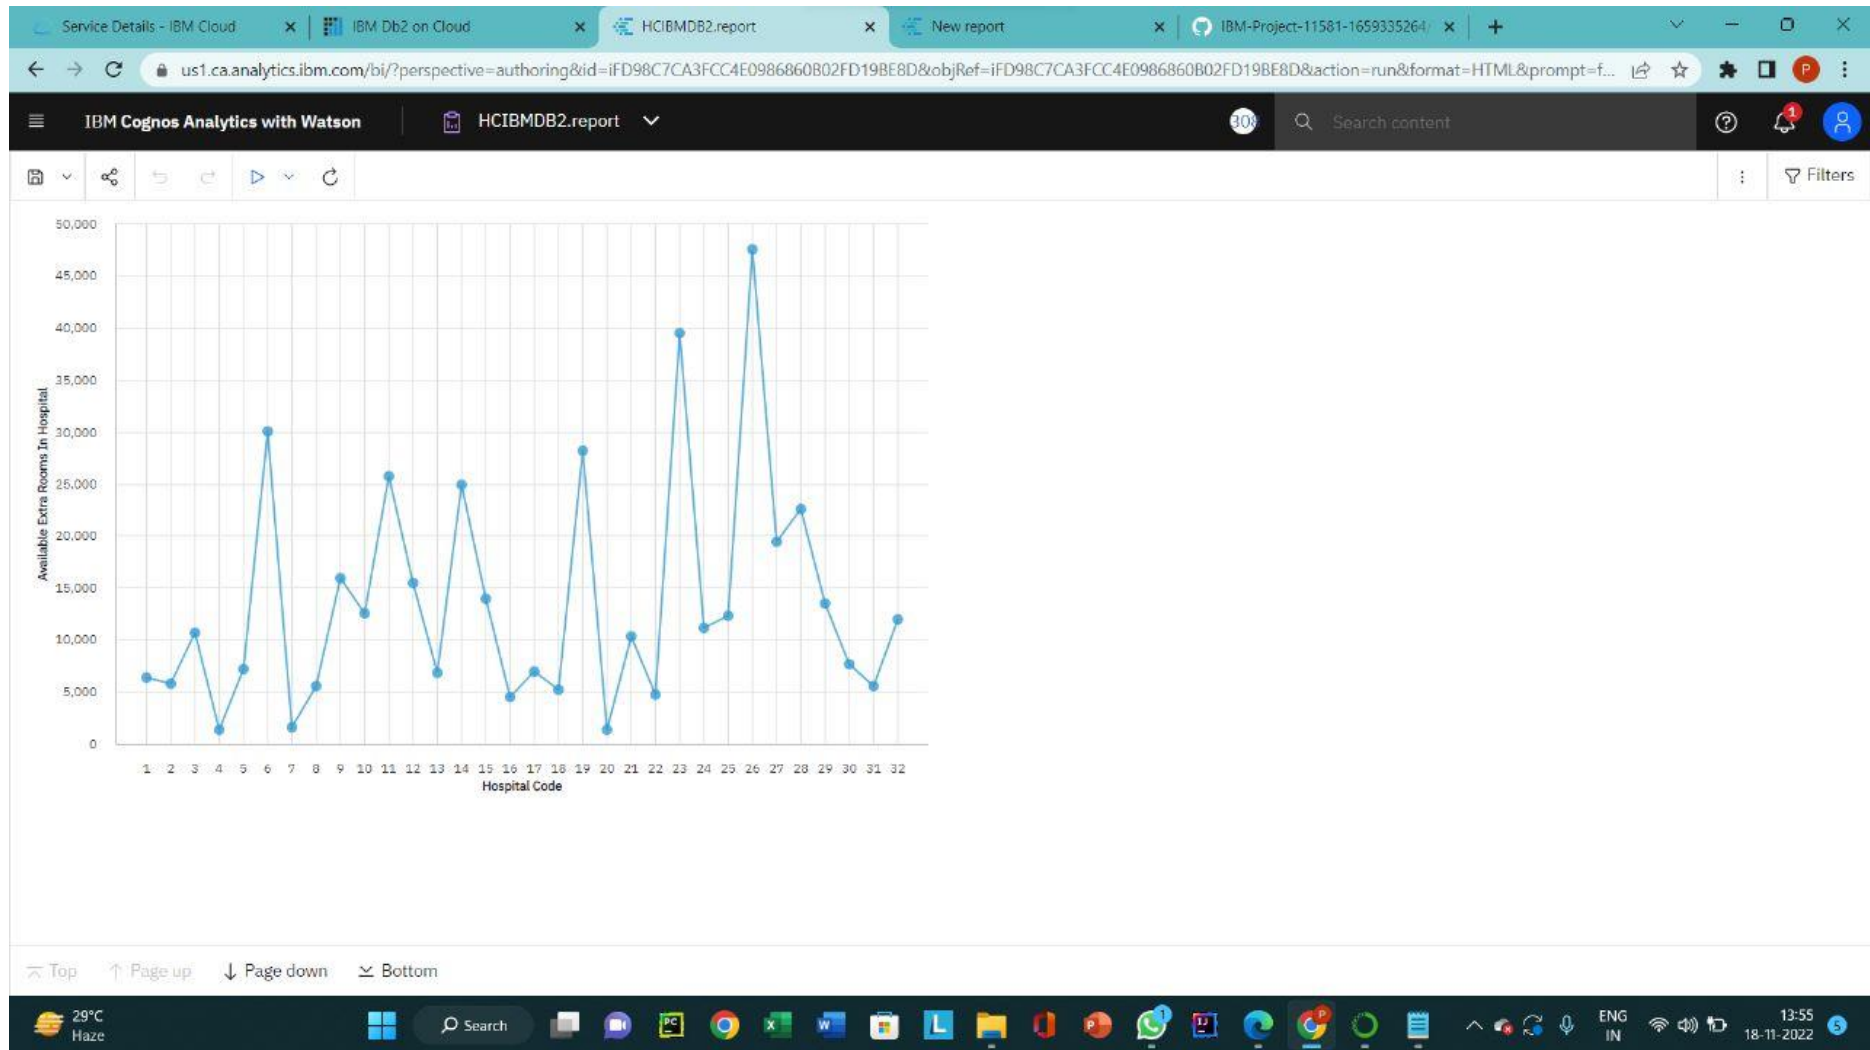 Service Details - IBM Cloud
IBM Db2 on Cloud
HCIBMDB2.report
New report
IBM-Project-11581-1659335264
us1.ca.analytics.ibm.com/bi/?perspective=authoring&id=iFD98C7CA3FCC4E0986860B02FD19BE8D&objRef=iFD98C7CA3FCC4E0986860B02FD19BE8D&action=run&format=HTML&prompt=f...
P
IBM Cognos Analytics with Watson
HCIBMDB2.report
308
Search content
1
Filters
50,000
45,000
40,000
35,000
30,000
25,000
20,000
15,000
10,000
5,000
0
Available Extra Rooms In Hospital
1 2 3 4 5 6 7 8 9 10 11 12 13 14 15 16 17 18 19 20 21 22 23 24 25 26 27 28 29 30 31 32
Hospital Code
Top
Page up
Page down
Bottom
29°C
Haze
Search
ENG
IN
13:55
18-11-2022
5